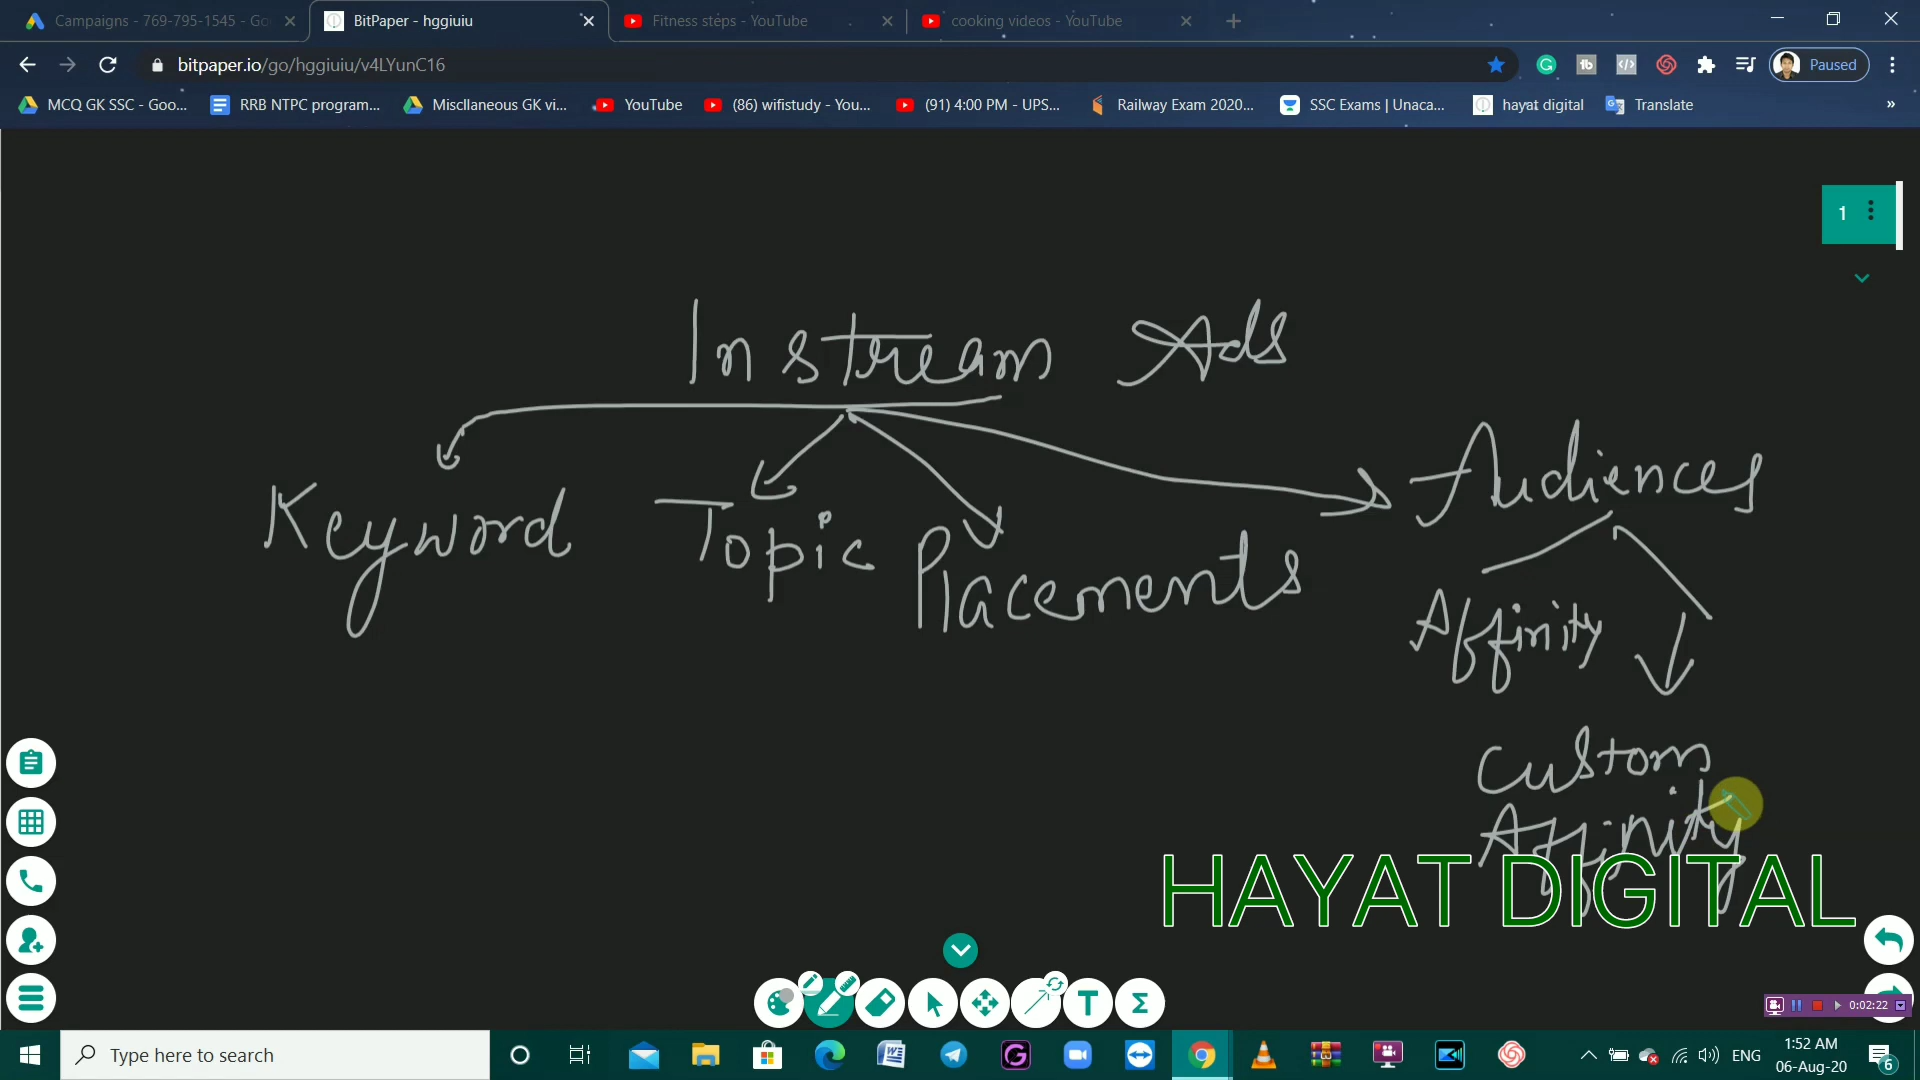 Campaigns - 769-795-1545 - Go
BitPaper - hggiuiu
Fitness steps - YouTube
cooking videos - YouTube
bitpaper.io/go/hggiuiu/v4LYunC16
Paused
MCQ GK SSC - Goo...
RRB NTPC program...
Miscllaneous GK vi...
YouTube
(86) wifistudy - You...
(91) 4:00 PM - UPS...
Railway Exam 2020...
SSC Exams | Unaca...
hayat digital
Translate
»
1
Instream Ads
Keyword Topic Placements Audiences
Affinity
Custom
Affinity
HAYAT DIGITAL
T Σ
0:02:22
Type here to search
ENG
1:52 AM
06-Aug-20
6